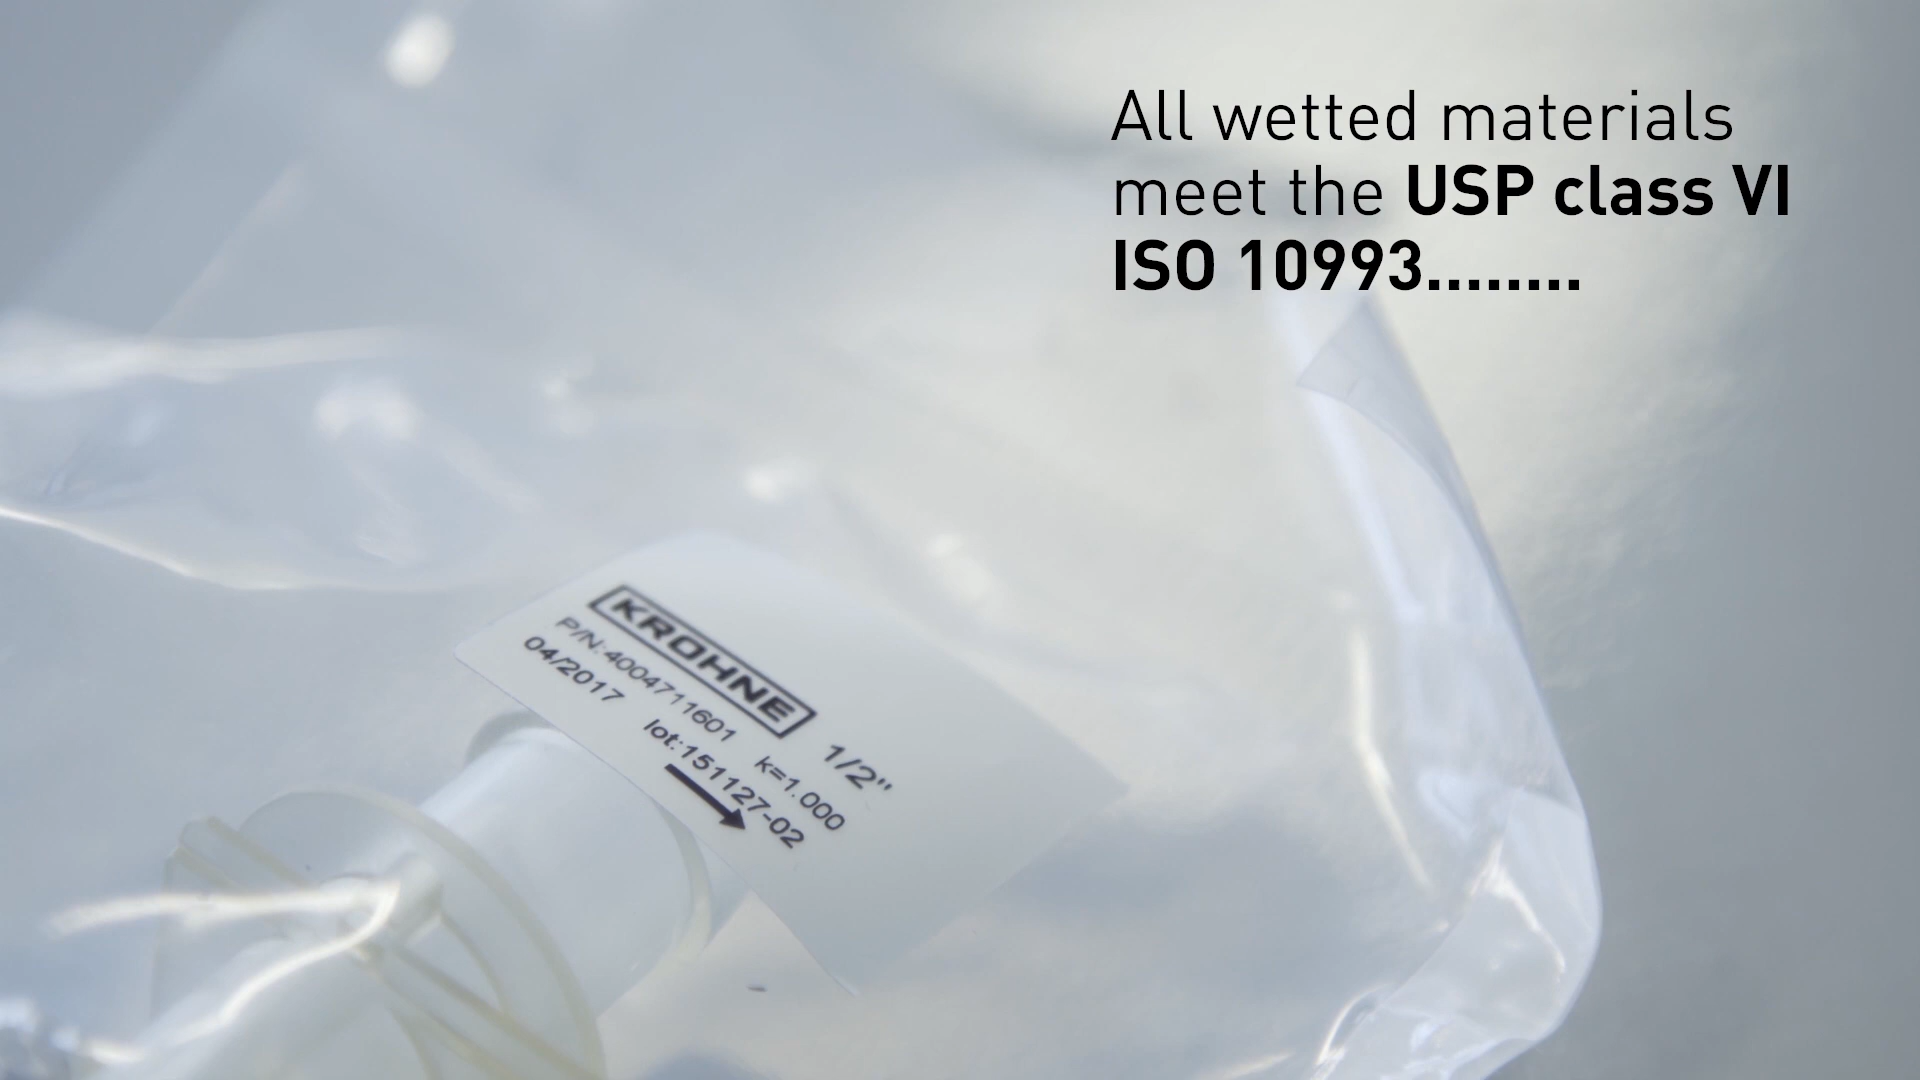 All wetted materials
meet the USP class VI
ISO 10993........
KROHNE 1/2"
P/N:4004711601 k=1.000
04/2017 lot:151127-02